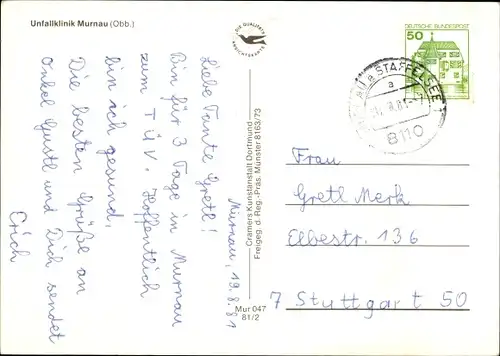 Unfallklinik Murnau (Obb.)
Murnau, 19.8.81
Liebe Tante Gretl!
Bin für 3 Tage in Murnau
zum TÜV. Hoffentlich
bin ich gesund.
Die besten Grüße an
Onkel Gustl und Dich sendet
Erich
DIE QUALITÄTS
ANSICHTSKARTE
Cramers Kunstanstalt Dortmund
Freigeg. d. Reg.-Präs. Münster 8163/73
Mur 047
81/2
50
DEUTSCHE BUNDESPOST
STAFFELSEE
a
8110
Frau
Gretl Merk
Elbestr. 136
7 Stuttgart 50